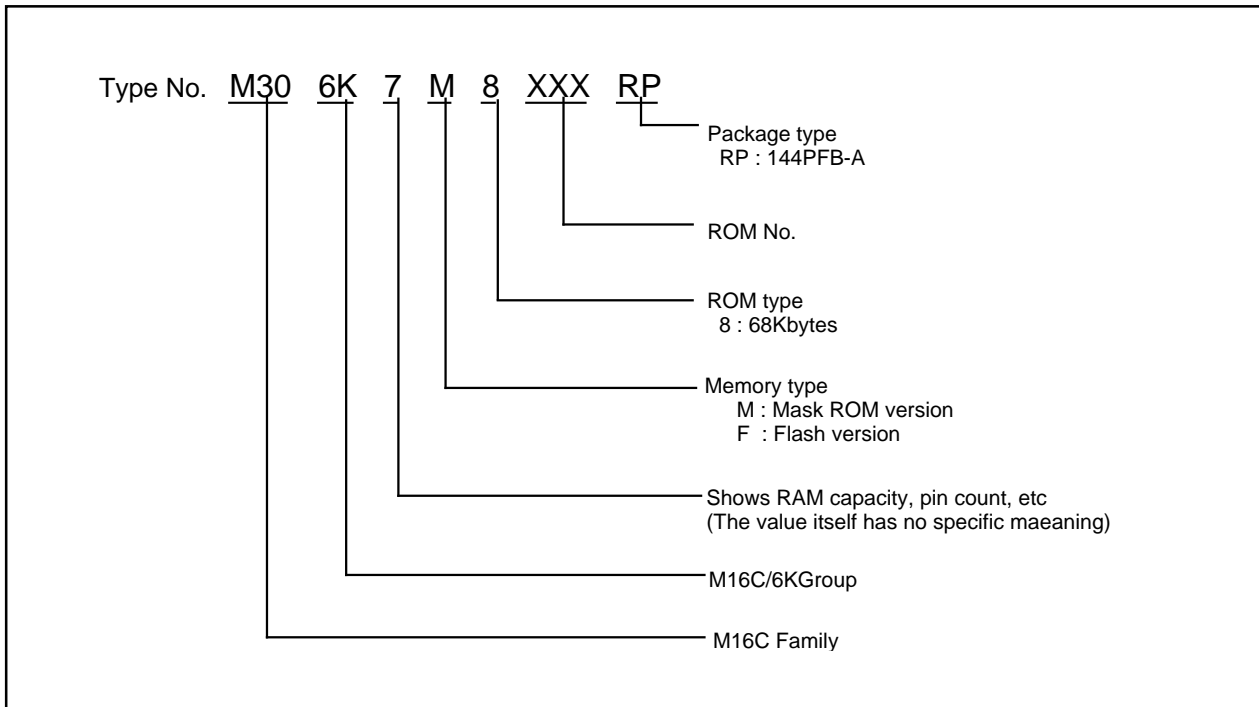 Type No. M30 6K 7 M 8 XXX RP
Package type
RP : 144PFB-A
ROM No.
ROM type
8 : 68Kbytes
Memory type
M : Mask ROM version
F : Flash version
Shows RAM capacity, pin count, etc
(The value itself has no specific maeaning)
M16C/6KGroup
M16C Family